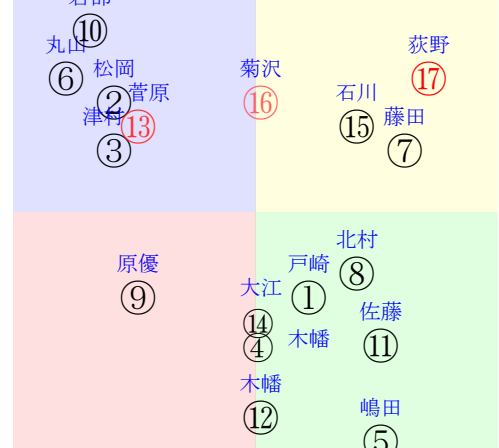 ⑩
丸山
荻野
⑥
松岡
菊沢
⑰
②
菅原
⑯
石川
津村
⑬
⑮
藤田
③
⑦
北村
原優
戸崎
⑧
大江
⑨
①
佐藤
⑭
木幡
④
⑪
木幡
嶋田
⑫
⑤